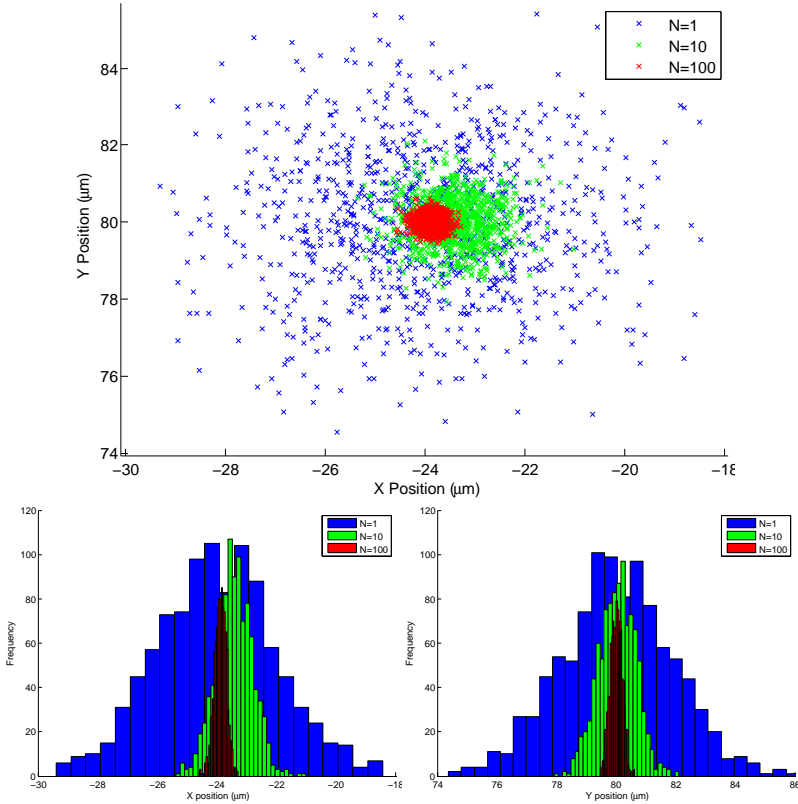 N=1
N=10
N=100
84
82
80
78
76
74
Y Position (µm)
−30
−28
−26
−24
−22
−20
−18
X Position (µm)
N=1
N=10
N=100
120
100
80
60
40
20
0
Frequency
−30
−28
−26
−24
−22
−20
−18
X position (µm)
N=1
N=10
N=100
120
100
80
60
40
20
0
Frequency
74
76
78
80
82
84
86
Y position (µm)